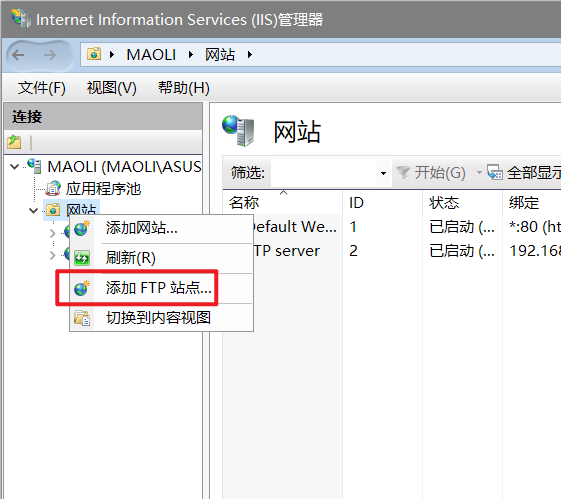 Internet Information Services (IIS)管理器
MAOLI 网站
文件(F) 视图(V) 帮助(H)
连接
MAOLI (MAOLI\ASUS
应用程序池
网站
添加网站...
刷新(R)
添加 FTP 站点...
切换到内容视图
网站
筛选: 开始(G) 全部显示
名称 ID 状态 绑定
Default We... 1 已启动 (... *:80 (ht
TP server 2 已启动 (... 192.168